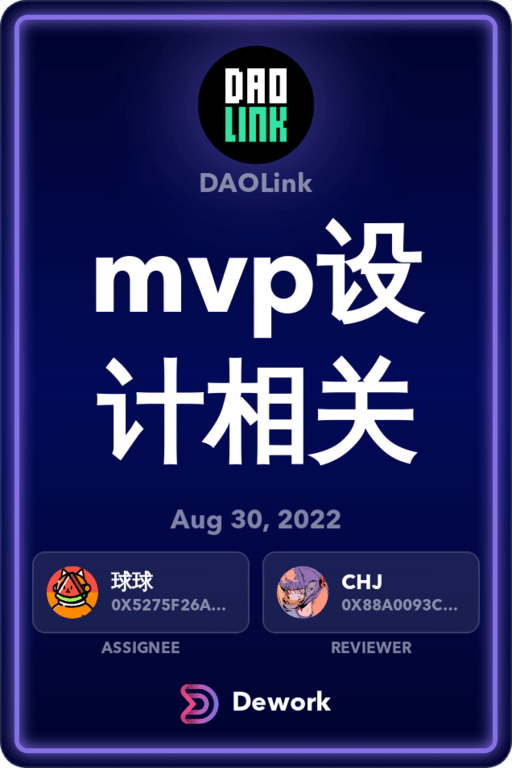 DAO
LINK
DAOLink
mvp设
计相关
Aug 30, 2022
球球
0X5275F26A...
CHJ
0X88A0093C...
ASSIGNEE
REVIEWER
Dework